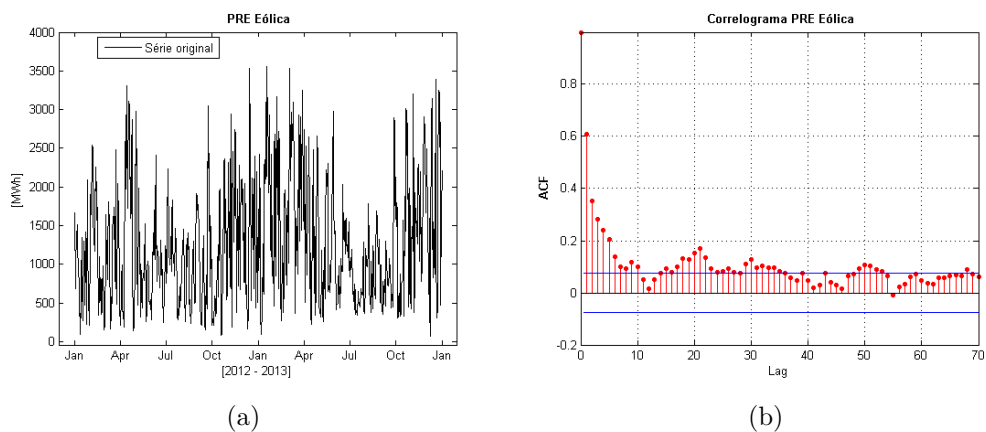 PRE Eólica
Série original
[MWh]
4000
3500
3000
2500
2000
1500
1000
500
0
Jan Apr Jul Oct Jan Apr Jul Oct Jan
[2012 - 2013]
(a)
Correlograma PRE Eólica
ACF
0.8
0.6
0.4
0.2
0
-0.2
0 10 20 30 40 50 60 70
Lag
(b)